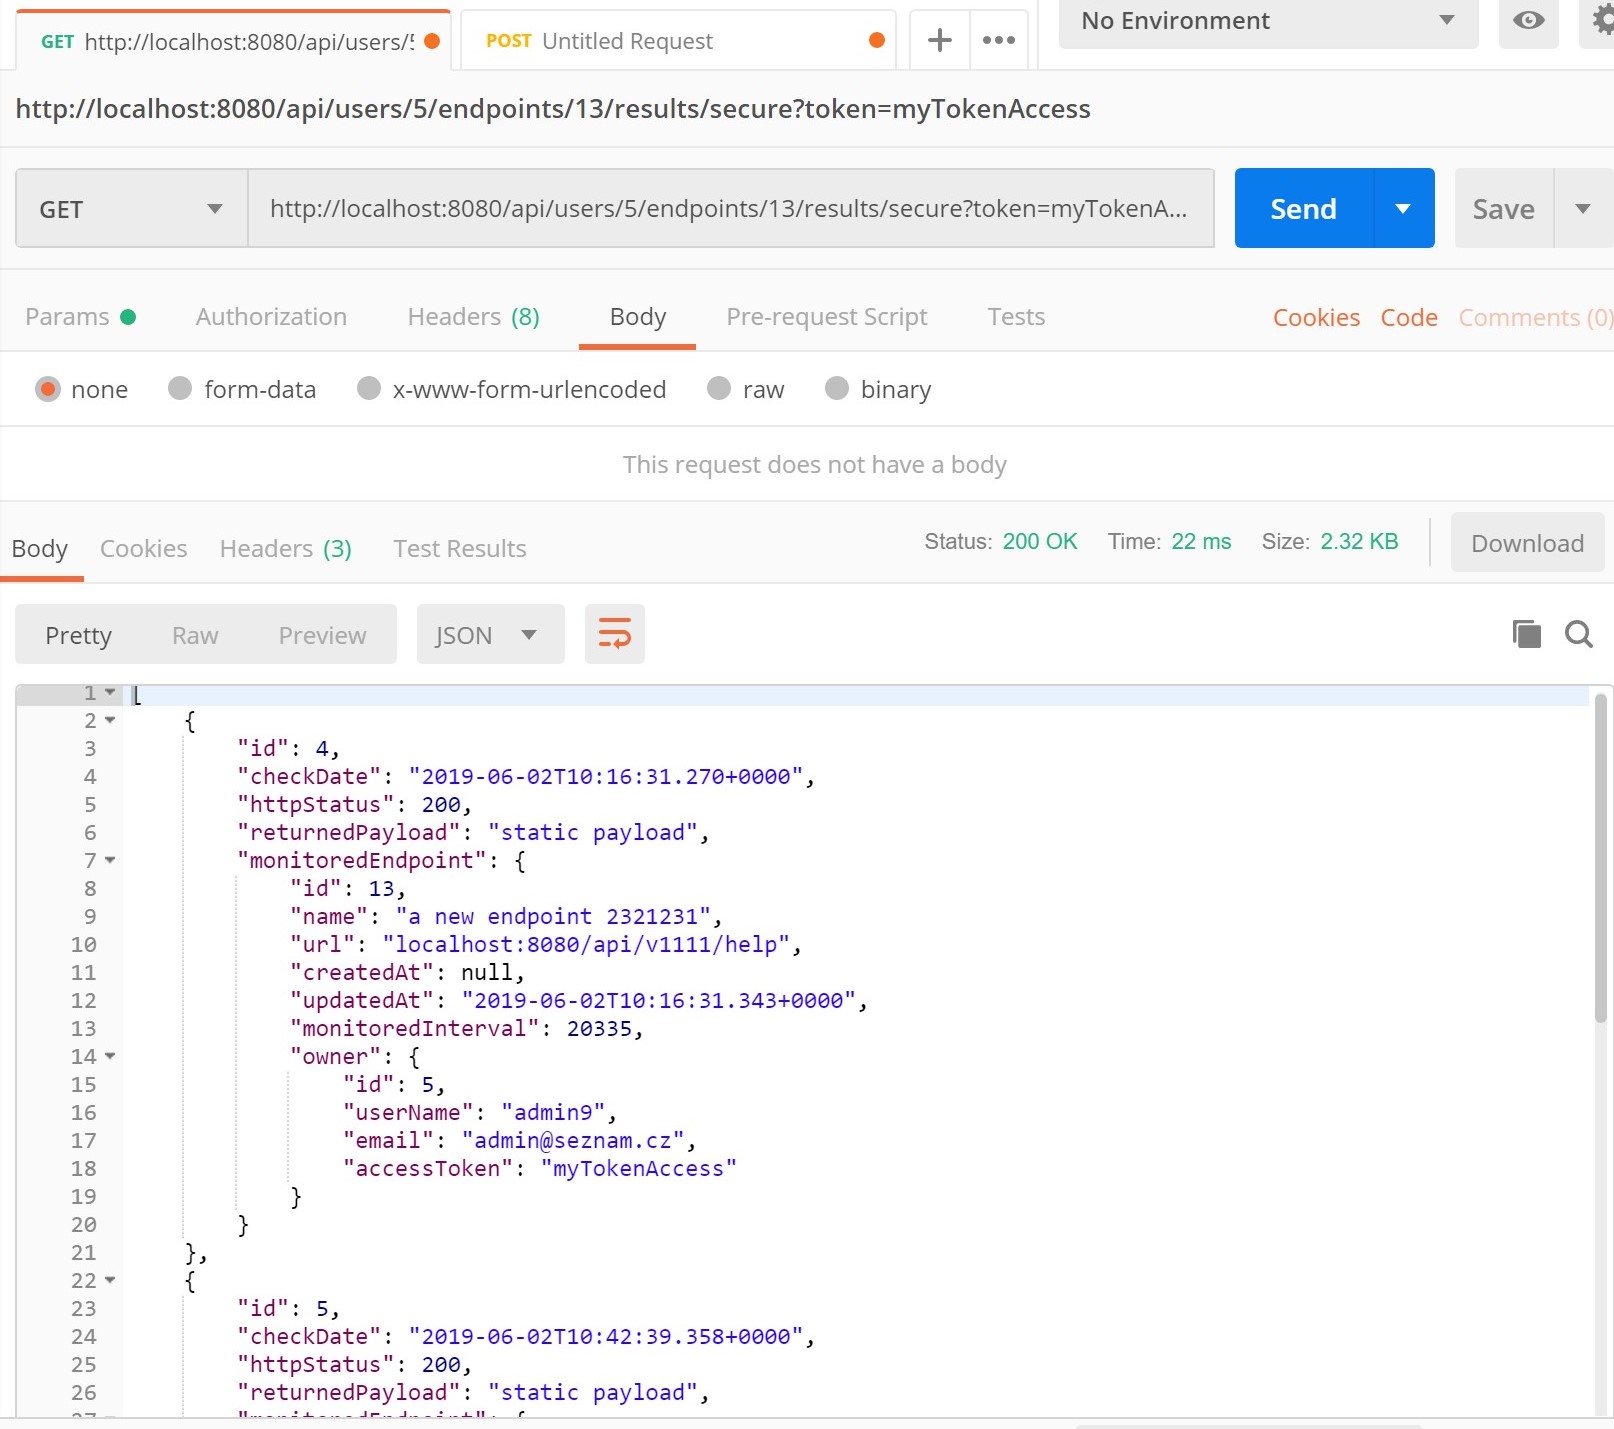 GET http://localhost:8080/api/users/5
POST Untitled Request
No Environment
http://localhost:8080/api/users/5/endpoints/13/results/secure?token=myTokenAccess
GET http://localhost:8080/api/users/5/endpoints/13/results/secure?token=myTokenA... Send Save
Params Authorization Headers (8) Body Pre-request Script Tests Cookies Code Comments (0)
none form-data x-www-form-urlencoded raw binary
This request does not have a body
Body Cookies Headers (3) Test Results Status: 200 OK Time: 22 ms Size: 2.32 KB Download
Pretty Raw Preview JSON
1 [
2 {
3 "id": 4,
4 "checkDate": "2019-06-02T10:16:31.270+0000",
5 "httpStatus": 200,
6 "returnedPayload": "static payload",
7 "monitoredEndpoint": {
8 "id": 13,
9 "name": "a new endpoint 2321231",
10 "url": "localhost:8080/api/v1111/help",
11 "createdAt": null,
12 "updatedAt": "2019-06-02T10:16:31.343+0000",
13 "monitoredInterval": 20335,
14 "owner": {
15 "id": 5,
16 "userName": "admin9",
17 "email": "admin@seznam.cz",
18 "accessToken": "myTokenAccess"
19 }
20 }
21 },
22 {
23 "id": 5,
24 "checkDate": "2019-06-02T10:42:39.358+0000",
25 "httpStatus": 200,
26 "returnedPayload": "static payload",
27 "monitoredEndpoint": {